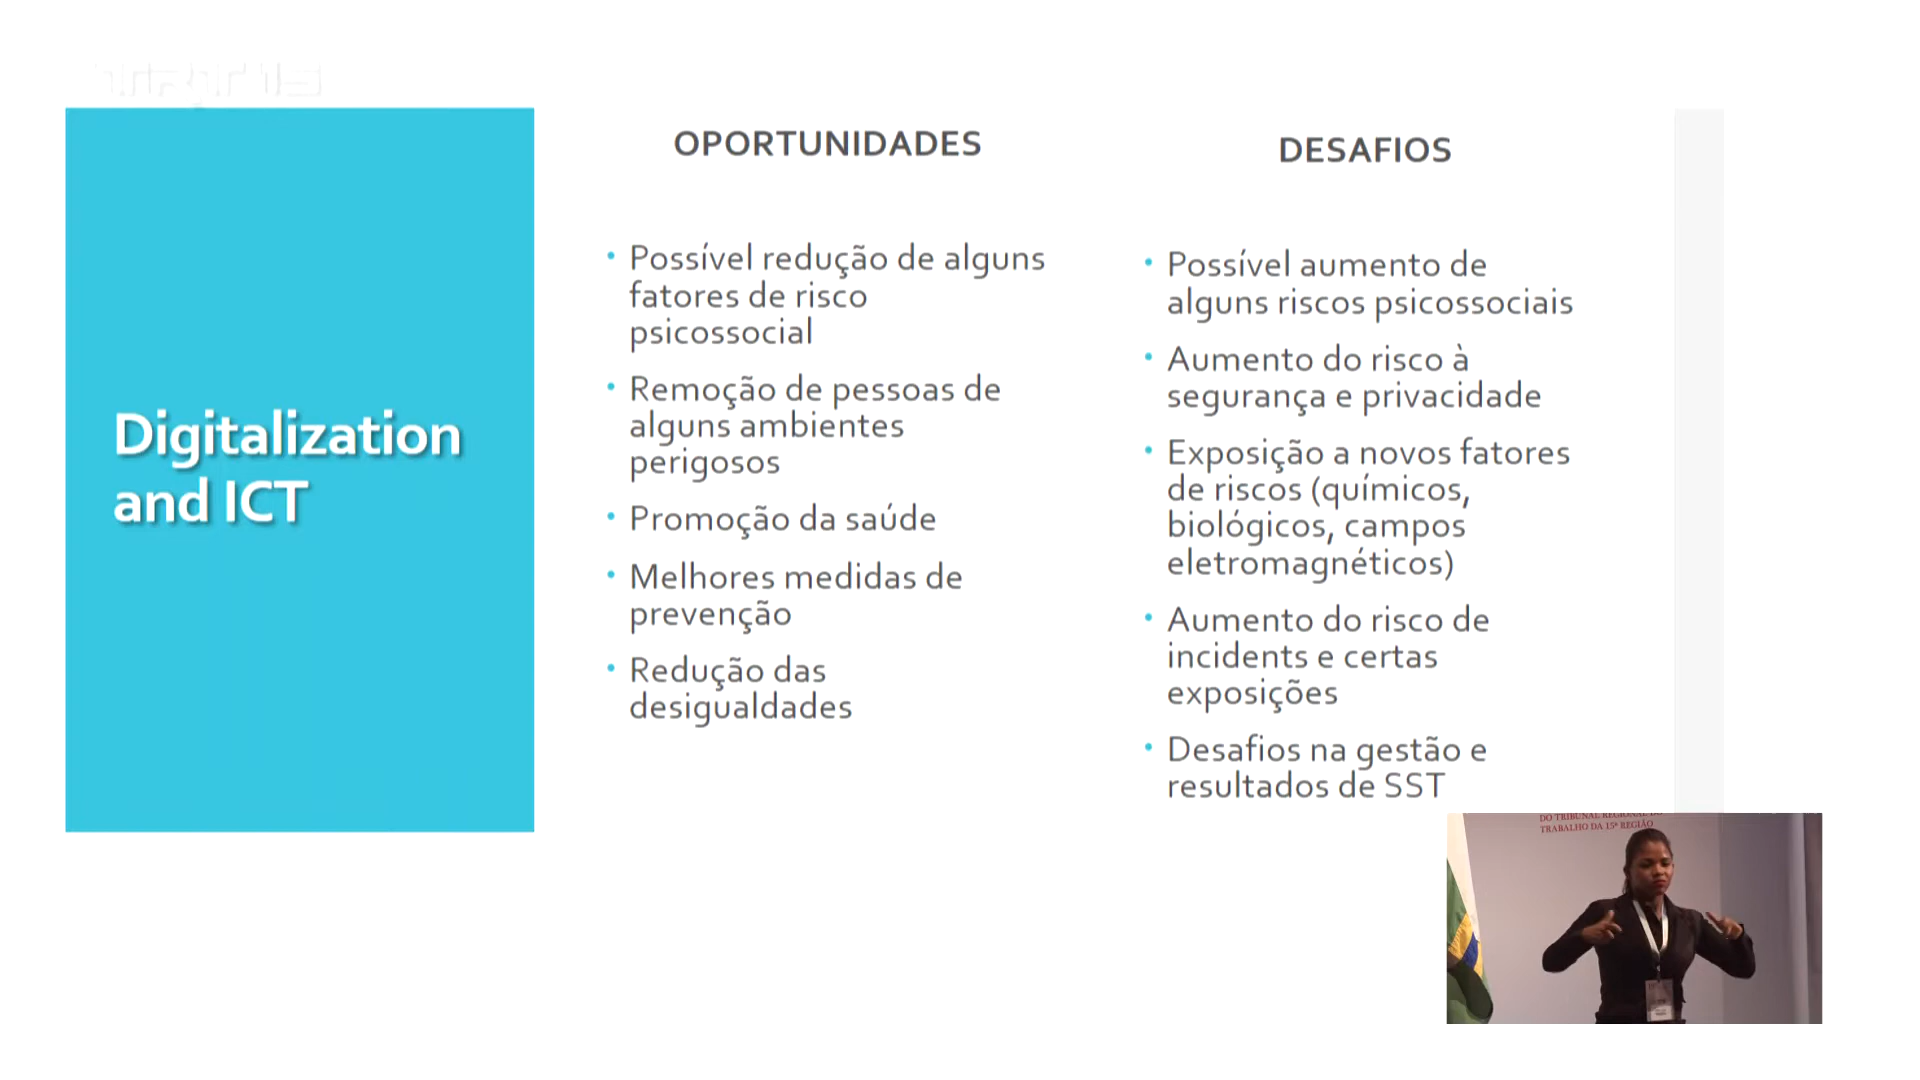 TRT 15
Digitalization
and ICT
OPORTUNIDADES
• Possível redução de alguns
fatores de risco
psicossocial
• Remoção de pessoas de
alguns ambientes
perigosos
• Promoção da saúde
• Melhores medidas de
prevenção
• Redução das
desigualdades
DESAFIOS
• Possível aumento de
alguns riscos psicossociais
• Aumento do risco à
segurança e privacidade
• Exposição a novos fatores
de riscos (químicos,
biológicos, campos
eletromagnéticos)
• Aumento do risco de
incidents e certas
exposições
• Desafios na gestão e
resultados de SST
DO TRIBUNAL REGIONAL DO
TRABALHO DA 15ª REGIÃO